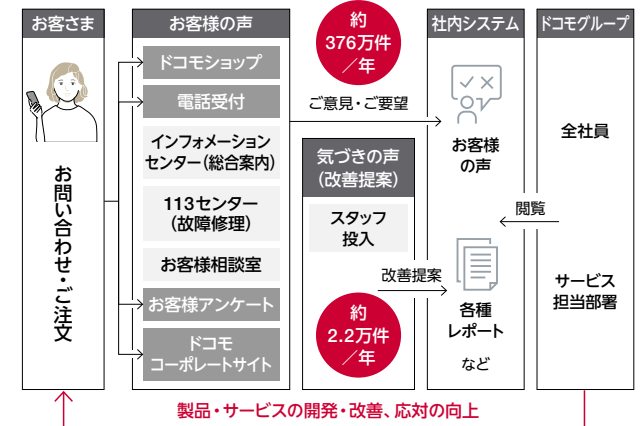 お客さま
お問い合わせ・ご注文
お客様の声
ドコモショップ
電話受付
インフォメーション
センター（総合案内）
113センター
（故障修理）
お客様相談室
お客様アンケート
ドコモ
コーポレートサイト
約
376万件
／年
ご意見・ご要望
気づきの声
（改善提案）
スタッフ
投入
改善提案
約
2.2万件
／年
社内システム
お客様
の声
閲覧
各種
レポート
など
ドコモグループ
全社員
サービス
担当部署
製品・サービスの開発・改善、応対の向上